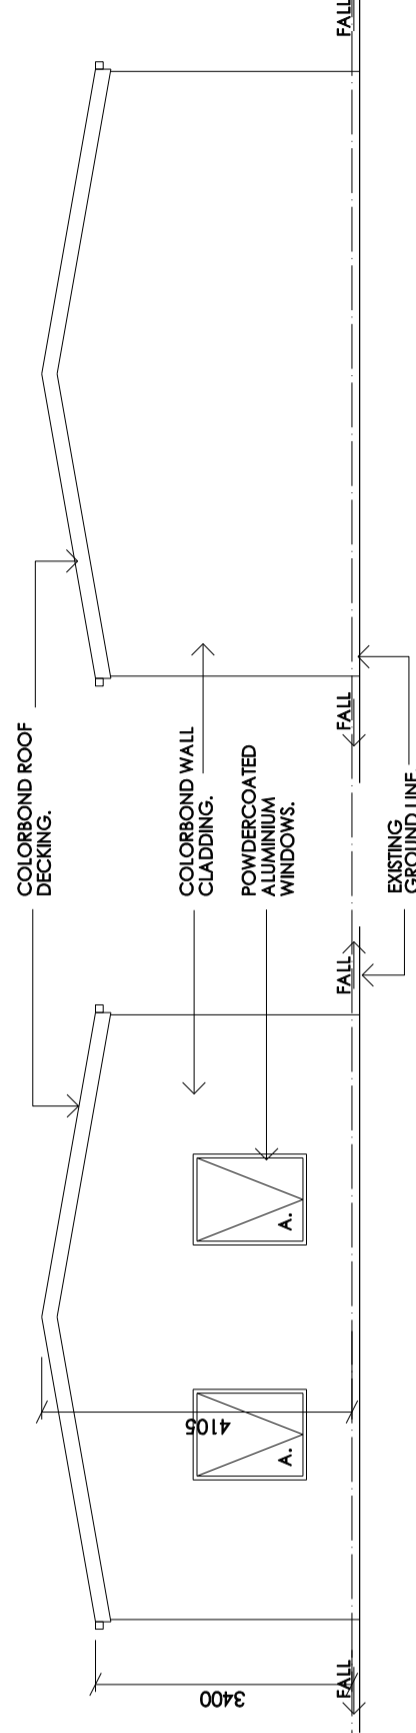 COLORBOND ROOF
DECKING.
COLORBOND WALL
CLADDING.
POWDERCOATED
ALUMINIUM
WINDOWS.
A.
A.
4105
3400
FALL
FALL
FALL
FALL
EXISTING
GROUND LINE